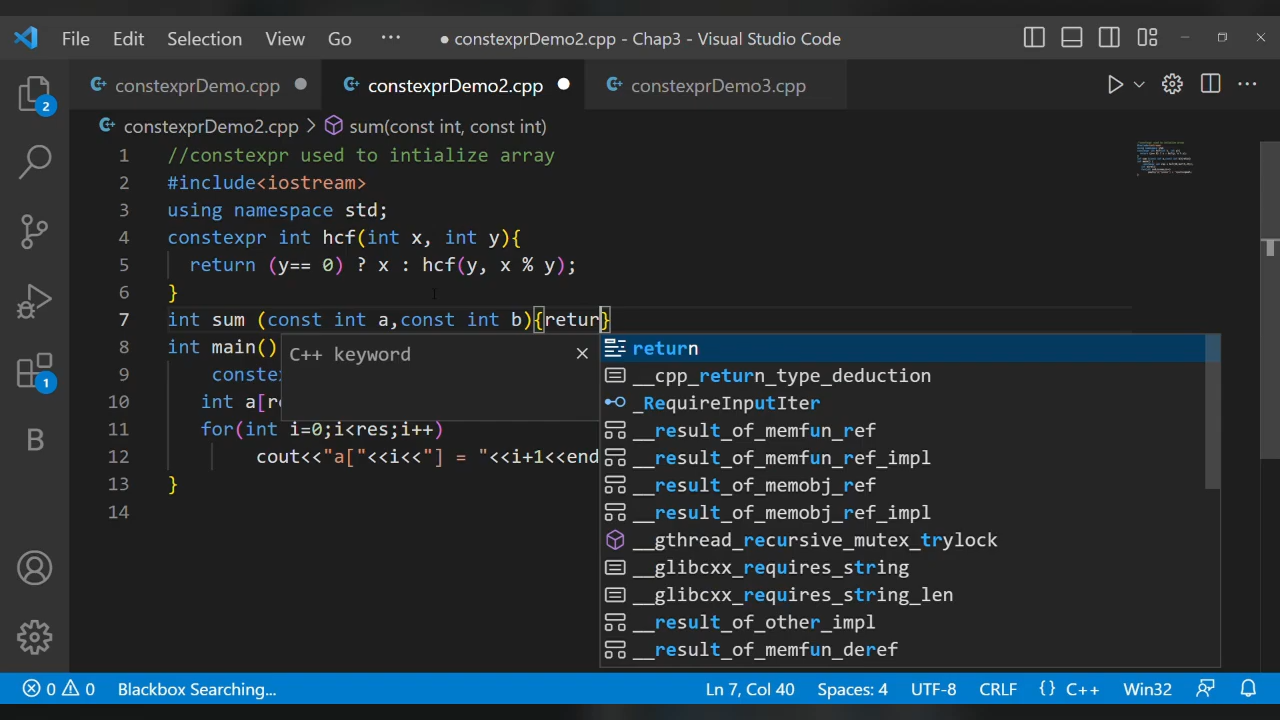 File Edit Selection View Go ··· ● constexprDemo2.cpp - Chap3 - Visual Studio Code
constexprDemo.cpp ● constexprDemo2.cpp ● constexprDemo3.cpp
constexprDemo2.cpp > sum(const int, const int)
1 //constexpr used to intialize array
2 #include<iostream>
3 using namespace std;
4 constexpr int hcf(int x, int y){
5 return (y== 0) ? x : hcf(y, x % y);
6 }
7 int sum (const int a,const int b){retur}
8 int main()
9 conste
10 int a[r
11 for(int i=0;i<res;i++)
12 cout<<"a["<<i<<"] = "<<i+1<<end
13 }
14
C++ keyword ×
return
__cpp_return_type_deduction
_RequireInputIter
__result_of_memfun_ref
__result_of_memfun_ref_impl
__result_of_memobj_ref
__result_of_memobj_ref_impl
__gthread_recursive_mutex_trylock
__glibcxx_requires_string
__glibcxx_requires_string_len
__result_of_other_impl
__result_of_memfun_deref
2
1
B
0 0 Blackbox Searching... Ln 7, Col 40 Spaces: 4 UTF-8 CRLF {} C++ Win32